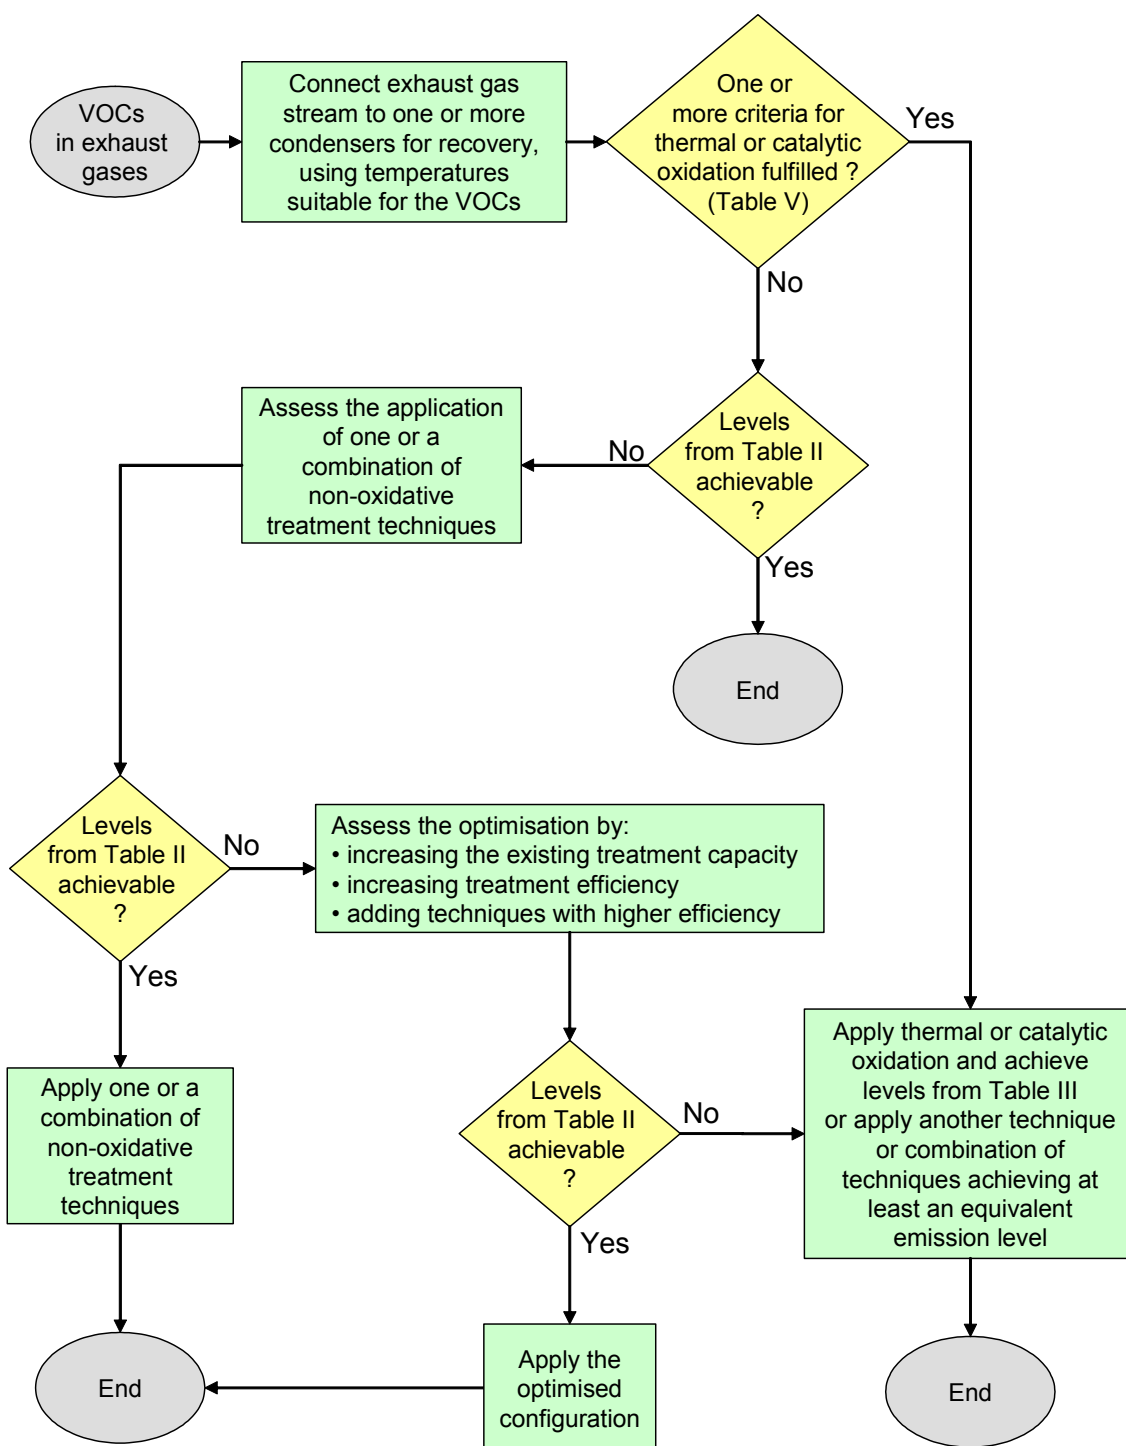 VOCs
in exhaust
gases
Connect exhaust gas
stream to one or more
condensers for recovery,
using temperatures
suitable for the VOCs
One or
more criteria for
thermal or catalytic
oxidation fulfilled ?
(Table V)
Yes
No
Levels
from Table II
achievable
?
No
Yes
Assess the application
of one or a
combination of
non-oxidative
treatment techniques
End
Levels
from Table II
achievable
?
No
Yes
Assess the optimisation by:
• increasing the existing treatment capacity
• increasing treatment efficiency
• adding techniques with higher efficiency
Apply one or a
combination of
non-oxidative
treatment
techniques
Levels
from Table II
achievable
?
No
Yes
Apply thermal or catalytic
oxidation and achieve
levels from Table III
or apply another technique
or combination of
techniques achieving at
least an equivalent
emission level
End
Apply the
optimised
configuration
End